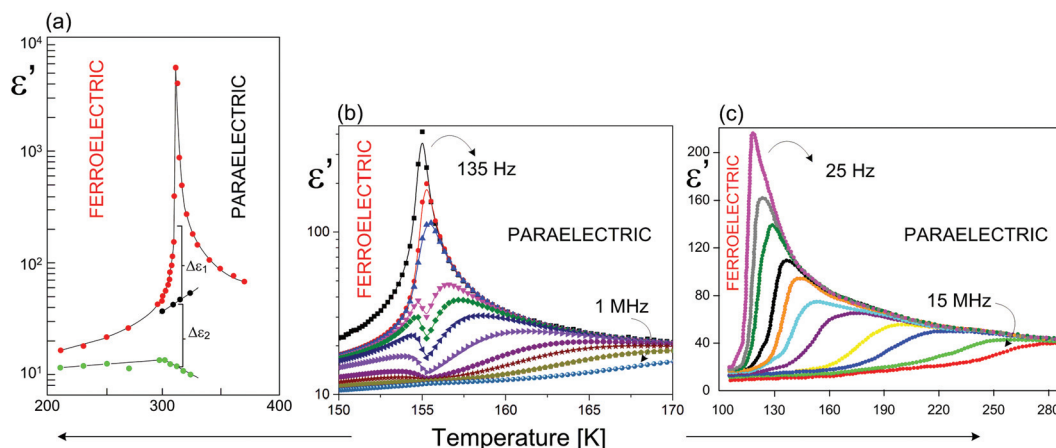 (a)
10⁴
ε’
10³
10²
10¹
FERROELECTRIC
PARAELECTRIC
Δε₁
Δε₂
200
300
400
(b)
ε’
100
10
FERROELECTRIC
135 Hz
PARAELECTRIC
1 MHz
150
155
160
165
170
(c)
ε’
200
160
120
80
40
0
FERROELECTRIC
25 Hz
PARAELECTRIC
15 MHz
100
130
160
190
220
250
280
Temperature [K]